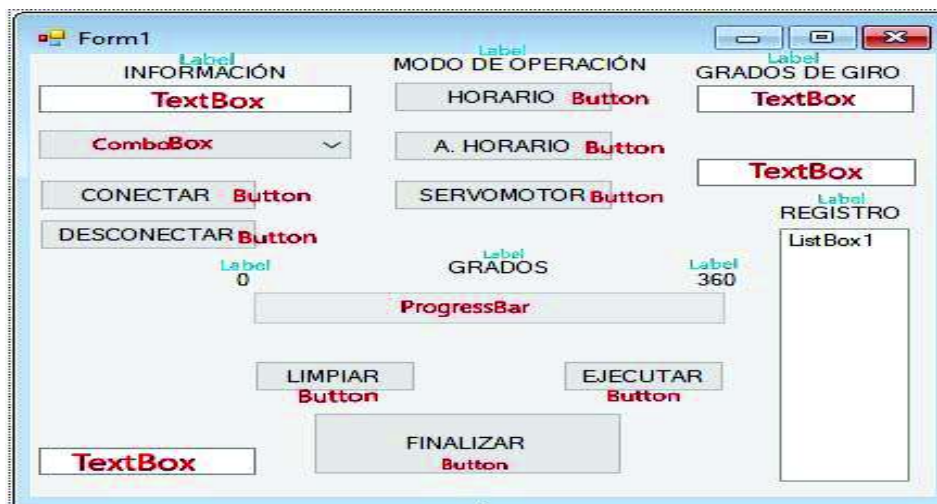 Form1
Label
INFORMACIÓN
TextBox
ComboBox
CONECTAR Button
DESCONECTAR Button
Label
MODO DE OPERACIÓN
HORARIO Button
A. HORARIO Button
SERVOMOTOR Button
Label
GRADOS DE GIRO
TextBox
TextBox
Label
REGISTRO
ListBox1
Label
0
Label
GRADOS
Label
360
ProgressBar
LIMPIAR
Button
EJECUTAR
Button
FINALIZAR
Button
TextBox